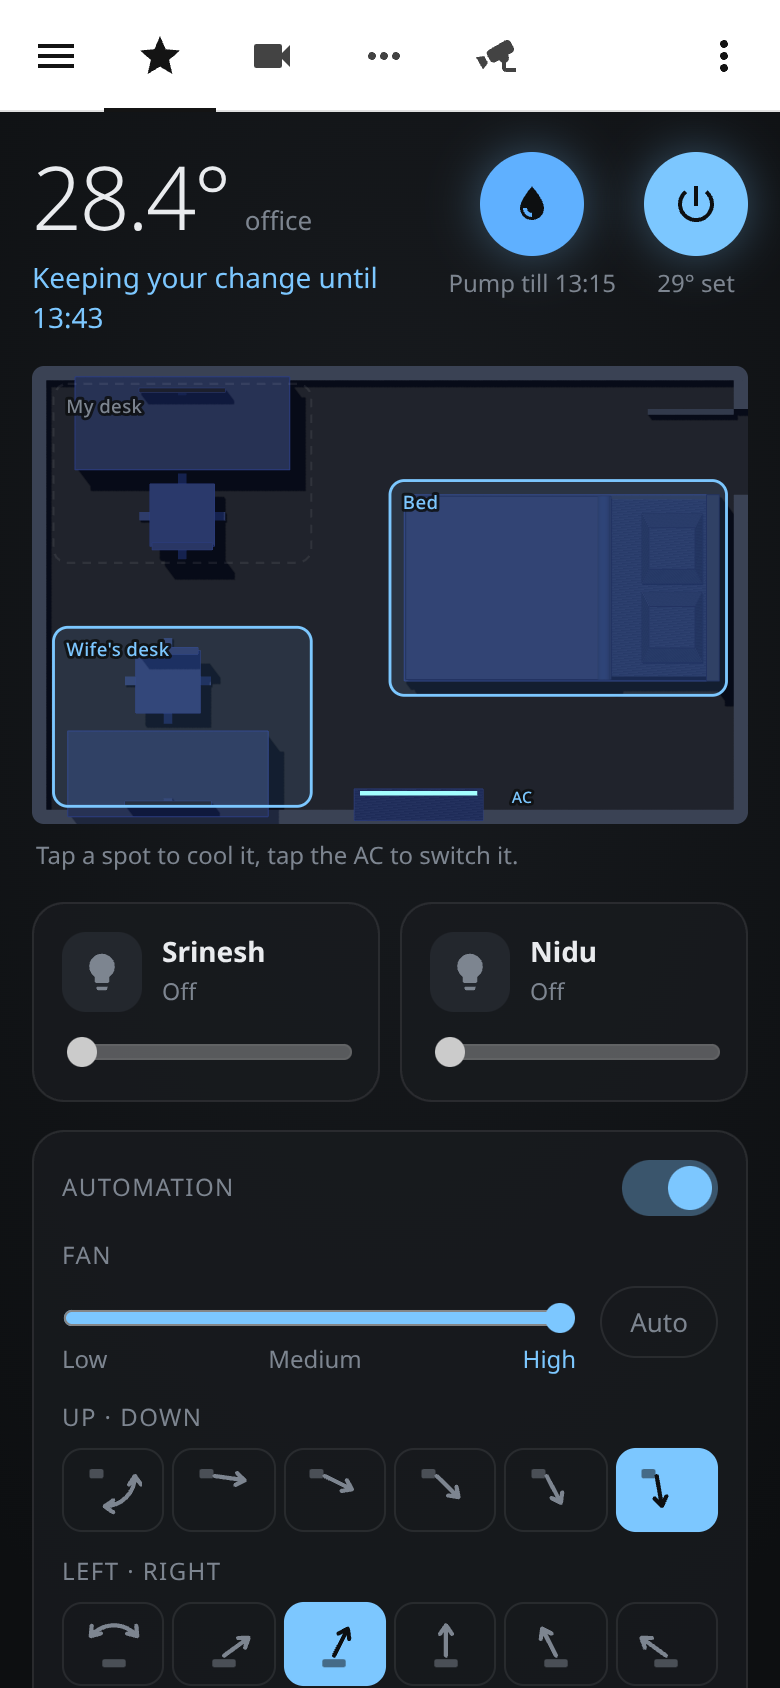 28.4° office
Keeping your change until
13:43
Pump till 13:15
29° set
My desk
Bed
Wife's desk
AC
Tap a spot to cool it, tap the AC to switch it.
Srinesh
Off
Nidu
Off
AUTOMATION
FAN
Auto
Low Medium High
UP · DOWN
LEFT · RIGHT